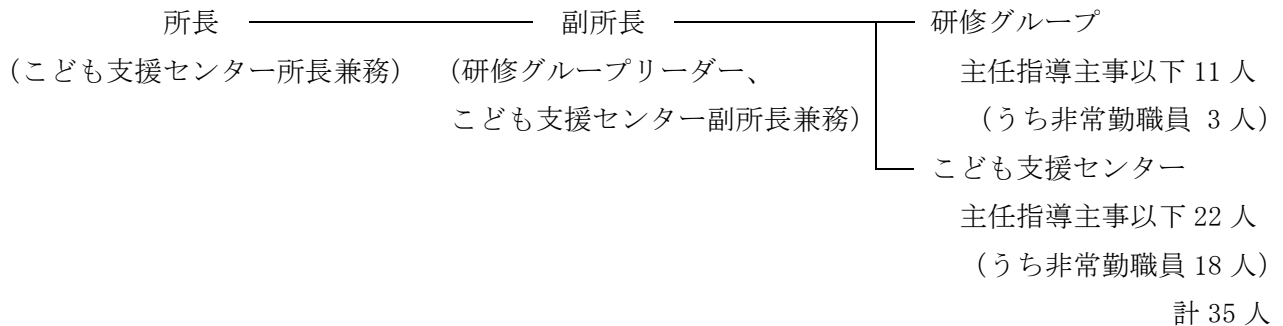 所長 副所長 研修グループ
(こども支援センター所長兼務) (研修グループリーダー、 主任指導主事以下 11 人
こども支援センター副所長兼務) (うち非常勤職員 3 人)
こども支援センター
主任指導主事以下 22 人
(うち非常勤職員 18 人)
計 35 人